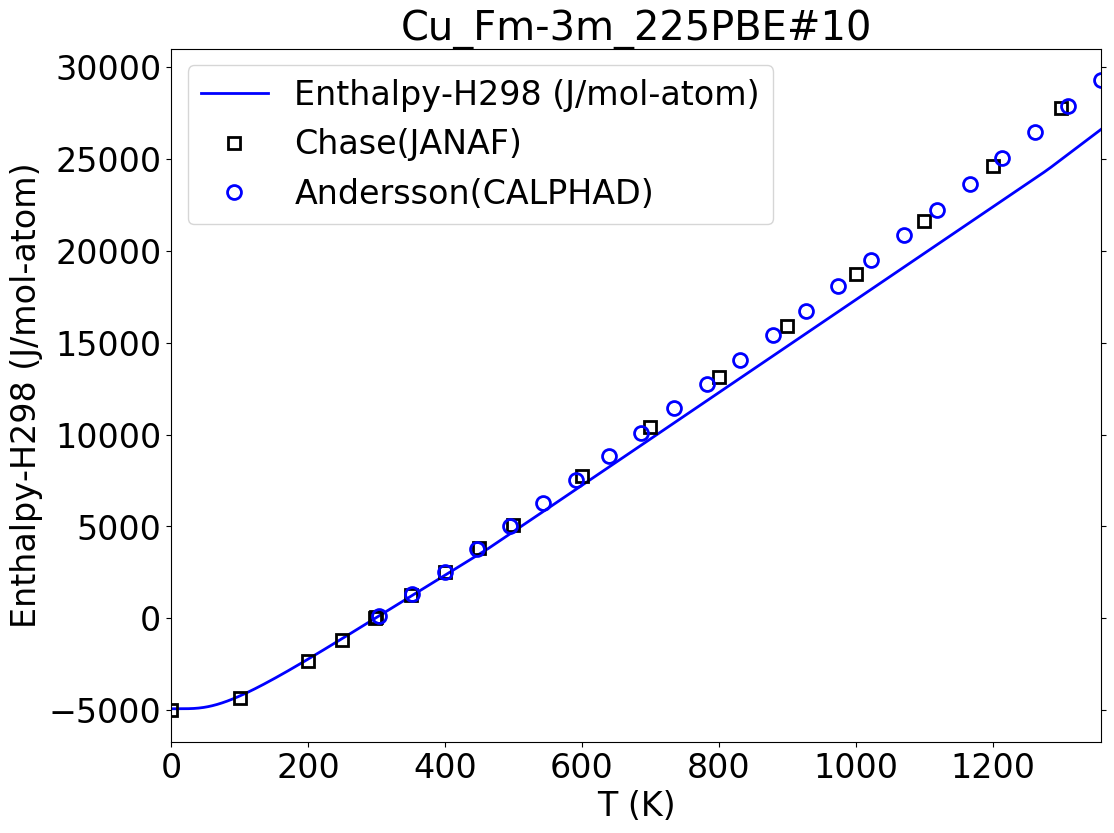 Cu_Fm-3m_225PBE#10
Enthalpy-H298 (J/mol-atom)
30000
25000
20000
15000
10000
5000
0
−5000
Enthalpy-H298 (J/mol-atom)
Chase(JANAF)
Andersson(CALPHAD)
0 200 400 600 800 1000 1200
T (K)